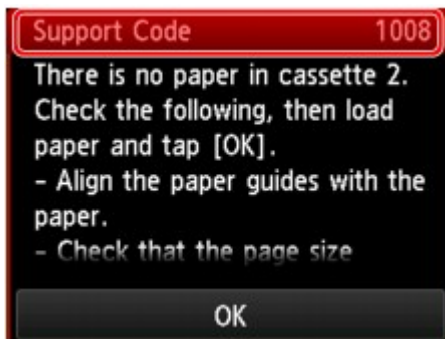 Support Code 1008
There is no paper in cassette 2.
Check the following, then load
paper and tap [OK].
– Align the paper guides with the
paper.
– Check that the page size
OK